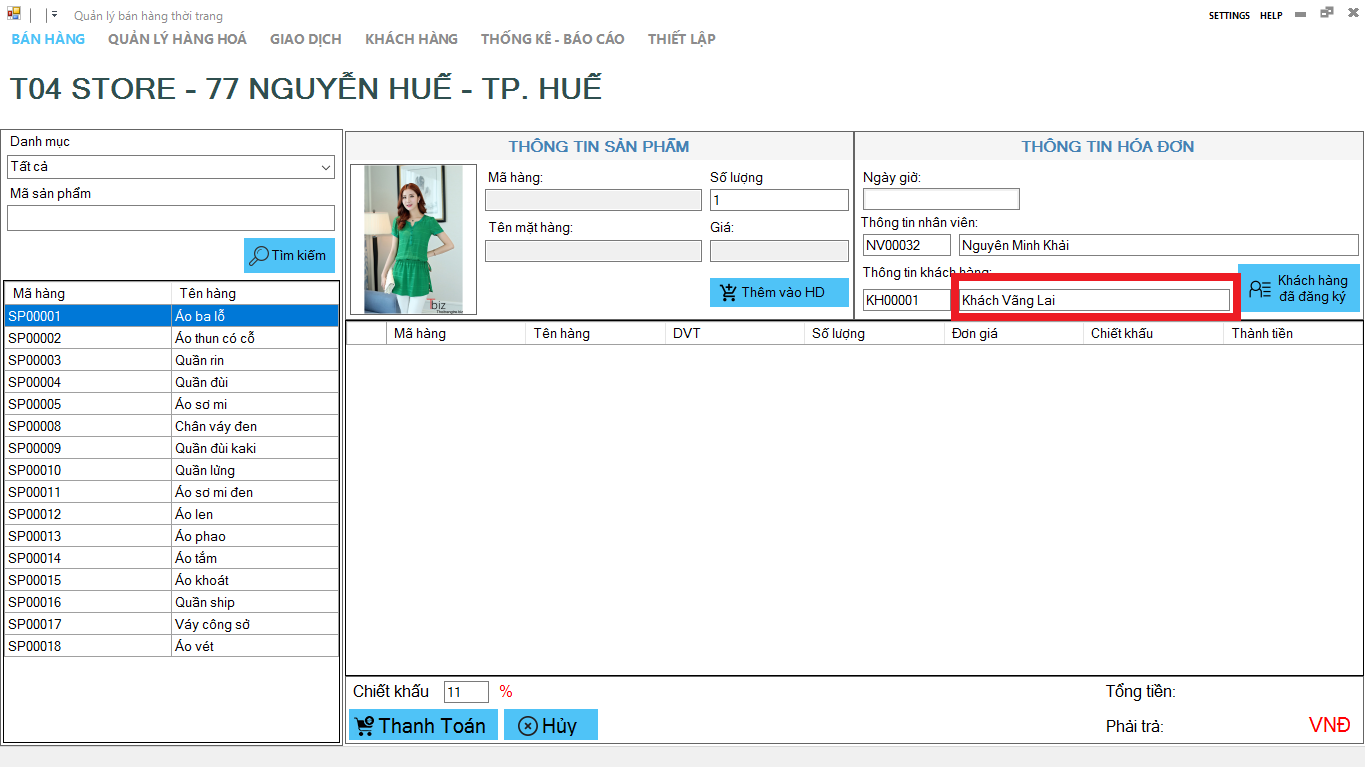 Quản lý bán hàng thời trang
SETTINGS HELP
BÁN HÀNG QUẢN LÝ HÀNG HOÁ GIAO DỊCH KHÁCH HÀNG THỐNG KÊ - BÁO CÁO THIẾT LẬP
T04 STORE - 77 NGUYỄN HUẾ - TP. HUẾ
Danh mục
Tất cả
Mã sản phẩm
Tìm kiếm
Mã hàng Tên hàng
SP00001 Áo ba lỗ
SP00002 Áo thun có cỗ
SP00003 Quần rin
SP00004 Quần đùi
SP00005 Áo sơ mi
SP00008 Chân váy đen
SP00009 Quần đùi kaki
SP00010 Quần lửng
SP00011 Áo sơ mi đen
SP00012 Áo len
SP00013 Áo phao
SP00014 Áo tắm
SP00015 Áo khoát
SP00016 Quần ship
SP00017 Váy công sở
SP00018 Áo vét
THÔNG TIN SẢN PHẨM
Mã hàng: Số lượng
1
Tên mặt hàng: Giá:
Thêm vào HD
Tbiz
THÔNG TIN HÓA ĐƠN
Ngày giờ:
Thông tin nhân viên:
NV00032 Nguyên Minh Khải
Thông tin khách hàng:
KH00001 Khách Vãng Lai
Khách hàng
đã đăng ký
Mã hàng Tên hàng DVT Số lượng Đơn giá Chiết khấu Thành tiền
Chiết khấu 11 %
Thanh Toán Hủy
Tổng tiền:
Phải trả: VNĐ